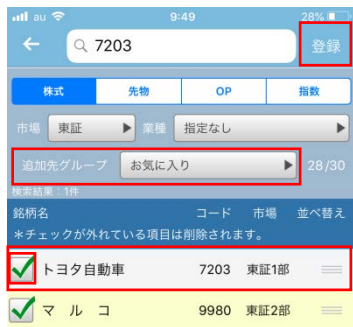 au 9:49 28%
7203 登録
株式 先物 OP 指数
市場 東証 業種 指定なし
追加先グループ お気に入り 28/30
検索結果：1件
銘柄名 コード 市場 並べ替え
＊チェックが外れている項目は削除されます。
トヨタ自動車 7203 東証1部
マルコ 9980 東証2部